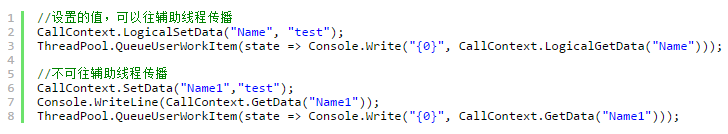 1 //设置的值，可以往辅助线程传播
2 CallContext.LogicalSetData("Name", "test");
3 ThreadPool.QueueUserWorkItem(state => Console.Write("{0}", CallContext.LogicalGetData("Name")));
4
5 //不可往辅助线程传播
6 CallContext.SetData("Name1","test");
7 Console.WriteLine(CallContext.GetData("Name1"));
8 ThreadPool.QueueUserWorkItem(state => Console.Write("{0}", CallContext.GetData("Name1")));